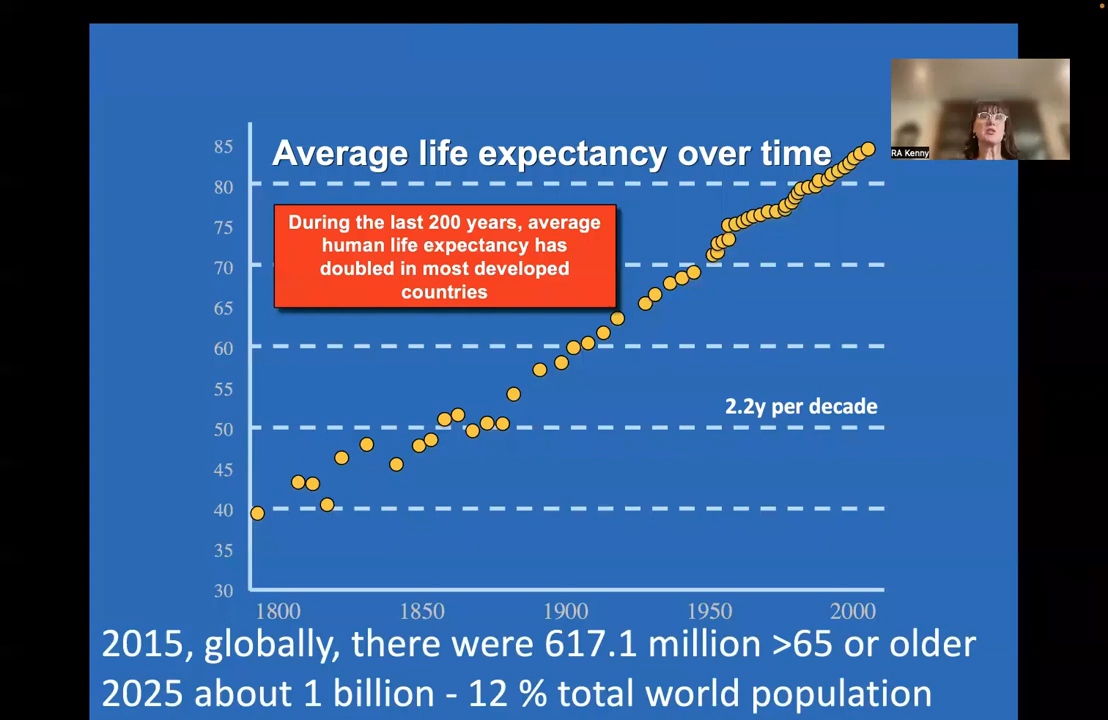 Average life expectancy over time
RA Kenny
During the last 200 years, average
human life expectancy has
doubled in most developed
countries
85
80
75
70
65
60
55
50
45
40
35
30
2.2y per decade
1800 1850 1900 1950 2000
2015, globally, there were 617.1 million >65 or older
2025 about 1 billion - 12 % total world population